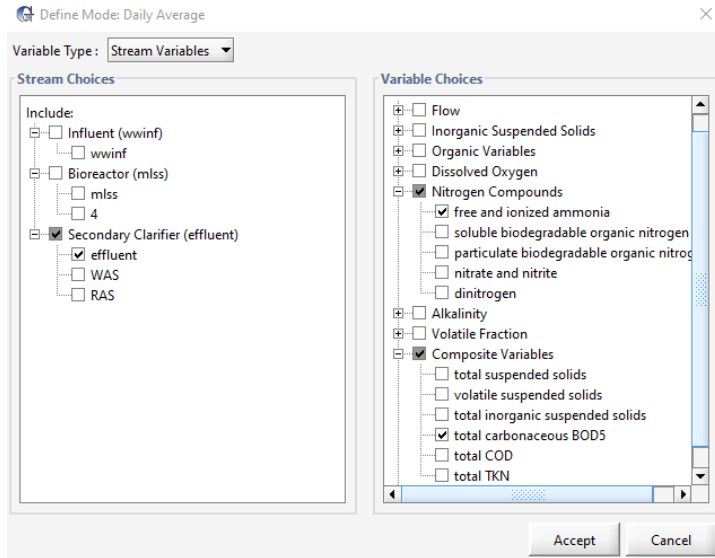 Define Mode: Daily Average
Variable Type : Stream Variables
Stream Choices
Include:
Influent (wwinf)
wwinf
Bioreactor (mlss)
mlss
4
Secondary Clarifier (effluent)
effluent
WAS
RAS
Variable Choices
Flow
Inorganic Suspended Solids
Organic Variables
Dissolved Oxygen
Nitrogen Compounds
free and ionized ammonia
soluble biodegradable organic nitrogen
particulate biodegradable organic nitrog
nitrate and nitrite
dinitrogen
Alkalinity
Volatile Fraction
Composite Variables
total suspended solids
volatile suspended solids
total inorganic suspended solids
total carbonaceous BOD5
total COD
total TKN
Accept Cancel